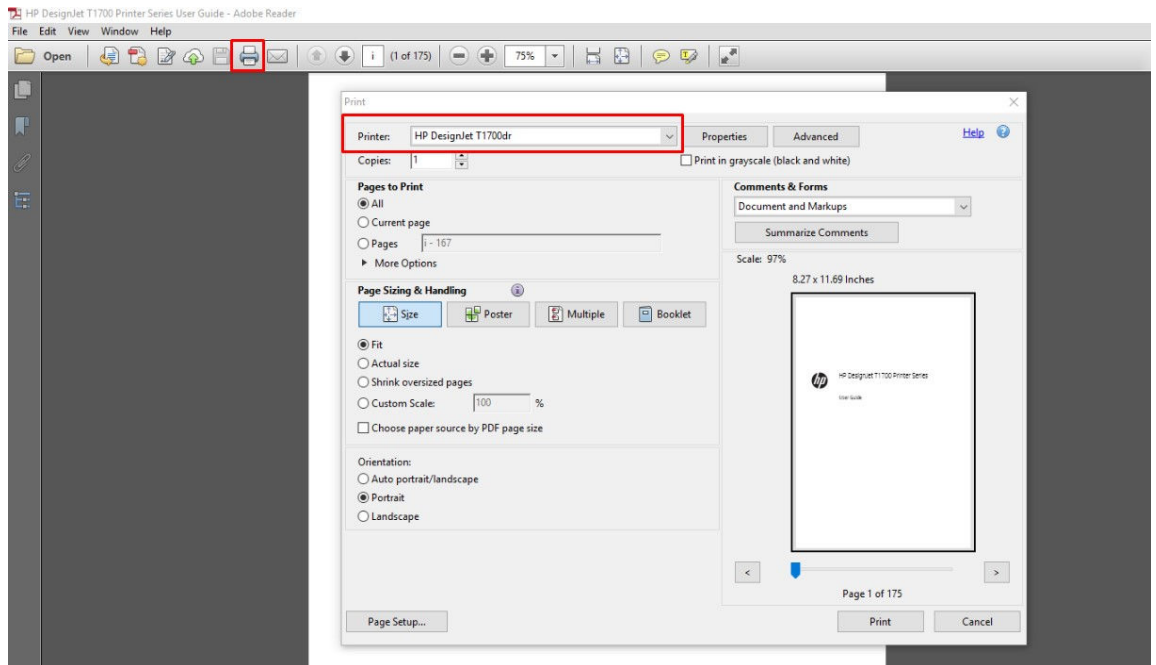 HP DesignJet T1700 Printer Series User Guide - Adobe Reader
File Edit View Window Help
Open i (1 of 175) 75%
Print
Printer: HP DesignJet T1700dr Properties Advanced Help
Copies: 1 Print in grayscale (black and white)
Pages to Print
All
Current page
Pages i - 167
More Options
Page Sizing & Handling
Size Poster Multiple Booklet
Fit
Actual size
Shrink oversized pages
Custom Scale: 100 %
Choose paper source by PDF page size
Orientation:
Auto portrait/landscape
Portrait
Landscape
Comments & Forms
Document and Markups
Summarize Comments
Scale: 97%
8.27 x 11.69 Inches
hp HP DesignJet T1700 Printer Series
User Guide
< >
Page 1 of 175
Page Setup... Print Cancel